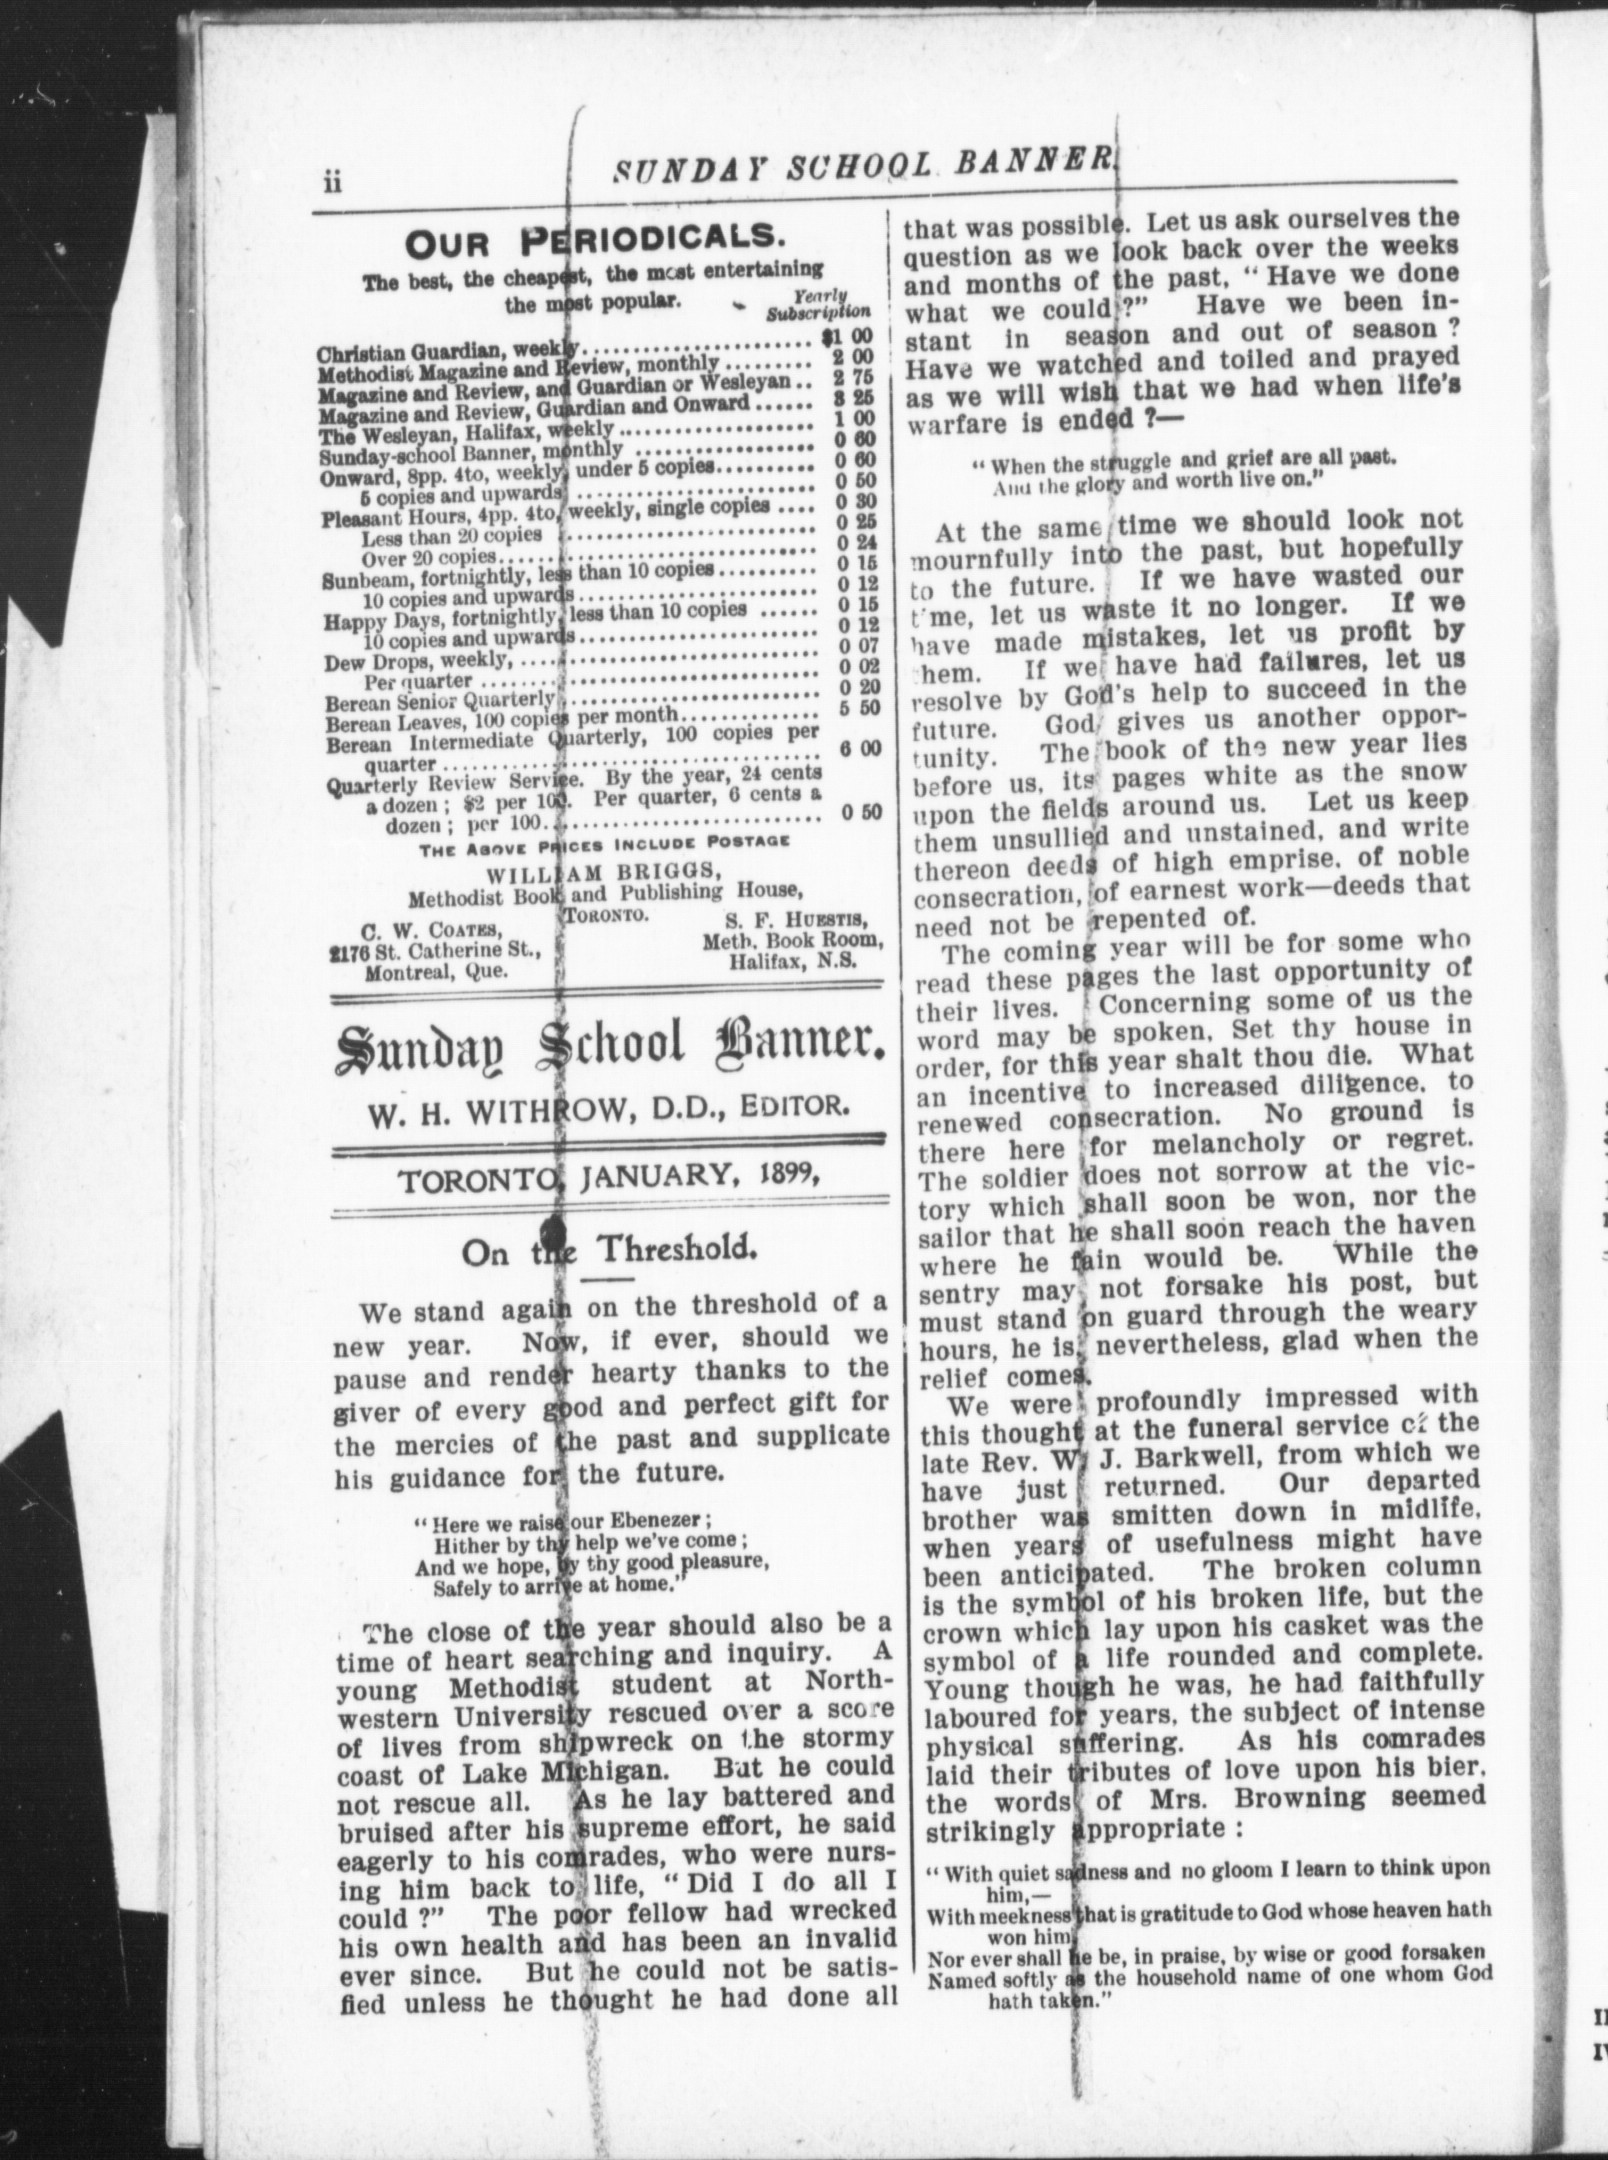 ii
SUNDAY SCHOOL BANNER.
OUR PERIODICALS.
The best, the cheapest, the most entertaining
the most popular.
Yearly
Subscription
Christian Guardian, weekly........................ $1 00
Methodist Magazine and Review, monthly......... 2 00
Magazine and Review, and Guardian or Wesleyan.. 2 75
Magazine and Review, Guardian and Onward...... 3 25
The Wesleyan, Halifax, weekly.................... 1 00
Sunday-school Banner, monthly ................... 0 60
Onward, 8pp. 4to, weekly, under 5 copies.......... 0 60
5 copies and upwards, ......................... 0 50
Pleasant Hours, 4pp. 4to, weekly, single copies .... 0 30
Less than 20 copies .......................... 0 25
Over 20 copies................................ 0 24
Sunbeam, fortnightly, less than 10 copies.......... 0 15
10 copies and upwards......................... 0 12
Happy Days, fortnightly, less than 10 copies ...... 0 15
10 copies and upwards......................... 0 12
Dew Drops, weekly, .............................. 0 07
Per quarter .................................. 0 02
Berean Senior Quarterly, ......................... 0 20
Berean Leaves, 100 copies per month.............. 5 50
Berean Intermediate Quarterly, 100 copies per
quarter ...................................... 6 00
Quarterly Review Service. By the year, 24 cents
a dozen; $2 per 100. Per quarter, 6 cents a
dozen; per 100............................... 0 50
THE ABOVE PRICES INCLUDE POSTAGE
WILLIAM BRIGGS,
Methodist Book and Publishing House,
TORONTO.
C. W. COATES,
2176 St. Catherine St.,
Montreal, Que.
S. F. HUESTIS,
Meth. Book Room,
Halifax, N.S.
Sunday School Banner.
W. H. WITHROW, D.D., EDITOR.
TORONTO, JANUARY, 1899,
On the Threshold.
We stand again on the threshold of a
new year. Now, if ever, should we
pause and render hearty thanks to the
giver of every good and perfect gift for
the mercies of the past and supplicate
his guidance for the future.
"Here we raise our Ebenezer;
Hither by thy help we've come;
And we hope, by thy good pleasure,
Safely to arrive at home."
The close of the year should also be a
time of heart searching and inquiry. A
young Methodist student at North-
western University rescued over a score
of lives from shipwreck on the stormy
coast of Lake Michigan. But he could
not rescue all. As he lay battered and
bruised after his supreme effort, he said
eagerly to his comrades, who were nurs-
ing him back to life, "Did I do all I
could?" The poor fellow had wrecked
his own health and has been an invalid
ever since. But he could not be satis-
fied unless he thought he had done all
that was possible. Let us ask ourselves the
question as we look back over the weeks
and months of the past, "Have we done
what we could?" Have we been in-
stant in season and out of season?
Have we watched and toiled and prayed
as we will wish that we had when life's
warfare is ended?—
"When the struggle and grief are all past.
And the glory and worth live on."
At the same time we should look not
mournfully into the past, but hopefully
to the future. If we have wasted our
time, let us waste it no longer. If we
have made mistakes, let us profit by
them. If we have had failures, let us
resolve by God's help to succeed in the
future. God gives us another oppor-
tunity. The book of the new year lies
before us, its pages white as the snow
upon the fields around us. Let us keep
them unsullied and unstained, and write
thereon deeds of high emprise, of noble
consecration, of earnest work—deeds that
need not be repented of.
The coming year will be for some who
read these pages the last opportunity of
their lives. Concerning some of us the
word may be spoken, Set thy house in
order, for this year shalt thou die. What
an incentive to increased diligence, to
renewed consecration. No ground is
there here for melancholy or regret.
The soldier does not sorrow at the vic-
tory which shall soon be won, nor the
sailor that he shall soon reach the haven
where he fain would be. While the
sentry may not forsake his post, but
must stand on guard through the weary
hours, he is, nevertheless, glad when the
relief comes.
We were profoundly impressed with
this thought at the funeral service of the
late Rev. W. J. Barkwell, from which we
have just returned. Our departed
brother was smitten down in midlife,
when years of usefulness might have
been anticipated. The broken column
is the symbol of his broken life, but the
crown which lay upon his casket was the
symbol of a life rounded and complete.
Young though he was, he had faithfully
laboured for years, the subject of intense
physical suffering. As his comrades
laid their tributes of love upon his bier,
the words of Mrs. Browning seemed
strikingly appropriate:
"With quiet sadness and no gloom I learn to think upon
him,—
With meekness that is gratitude to God whose heaven hath
won him,
Nor ever shall he be, in praise, by wise or good forsaken
Named softly as the household name of one whom God
hath taken."